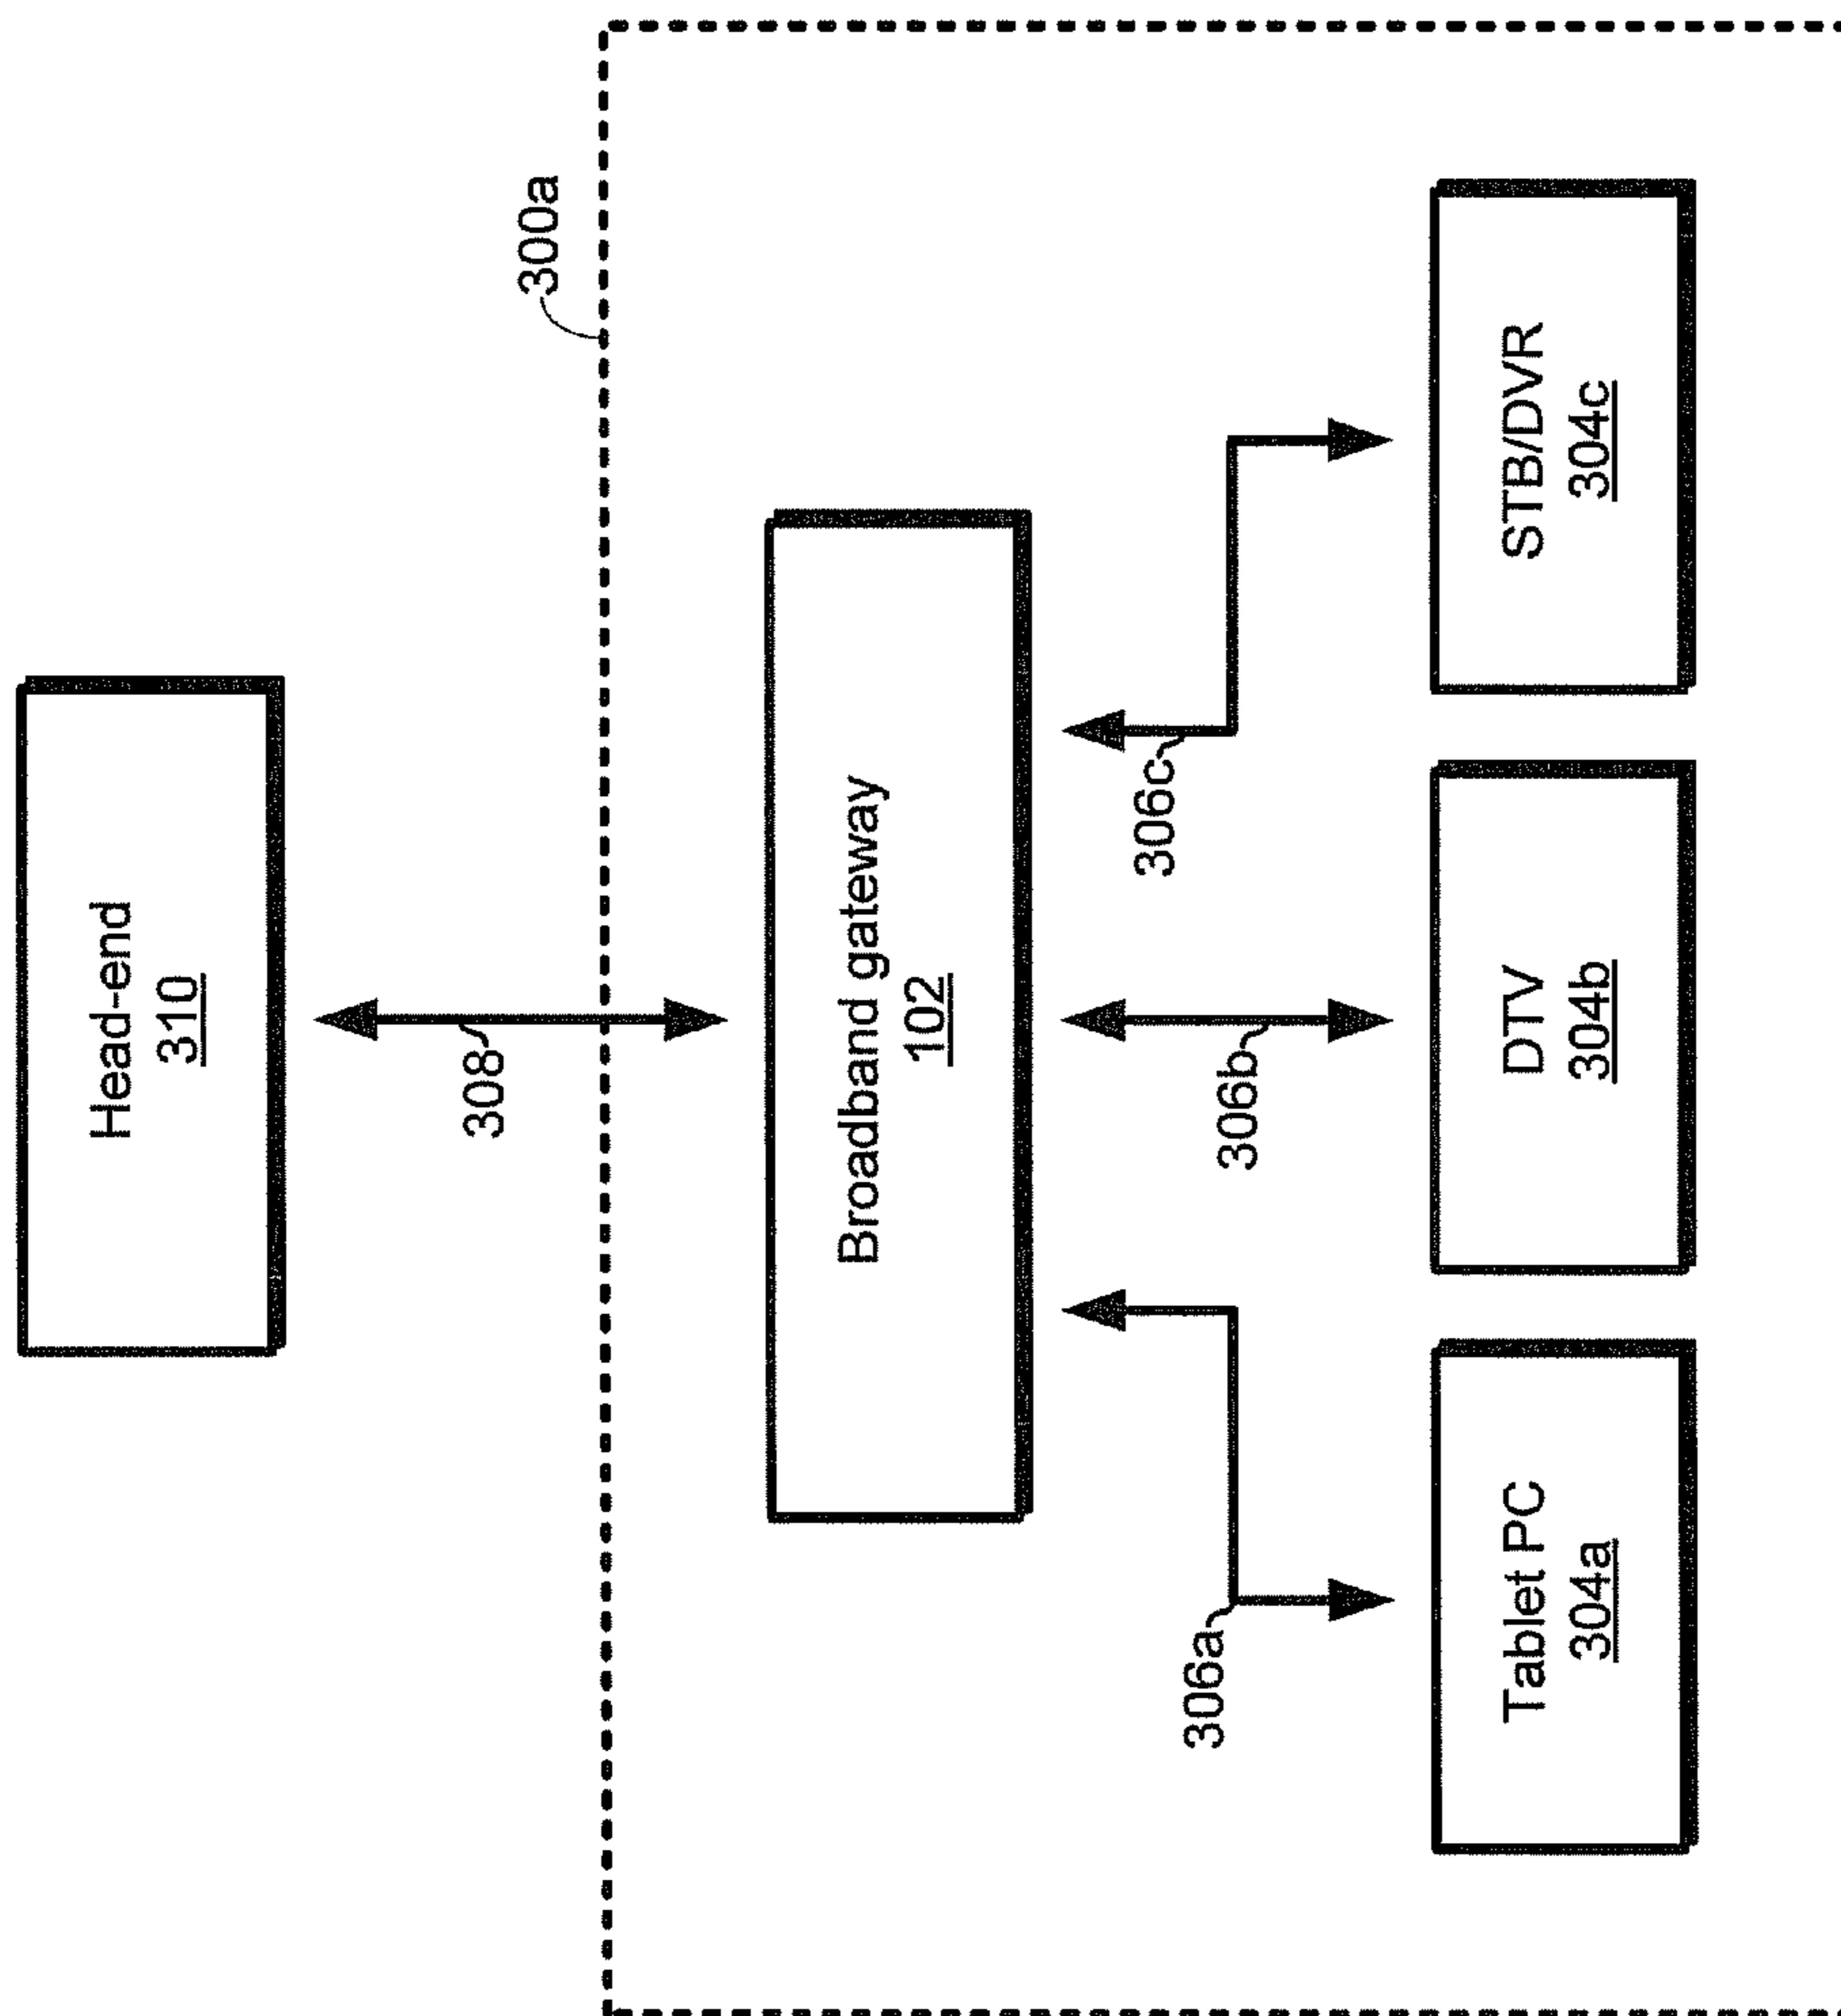 Head-end
310
308
300a
Broadband gateway
102
306a
306b
306c
Tablet PC
304a
DTV
304b
STB/DVR
304c